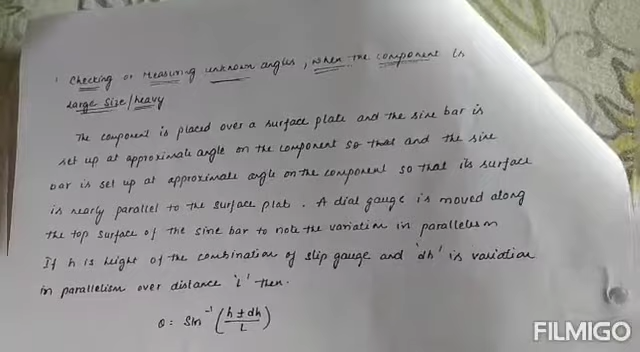 Checking or Measuring unknown angles, when the component is
large size/heavy
The component is placed over a surface plate and the sine bar is
set up at approximate angle on the component so that and the sine
bar is set up at approximate angle on the component so that its surface
is nearly parallel to the surface plate. A dial gauge is moved along
the top surface of the sine bar to note the variation in parallelism
If h is height of the combination of slip gauge and 'dh' is variation
in parallelism over distance 'L' then.
θ = Sin⁻¹ (h ± dh / L)
FILMIGO